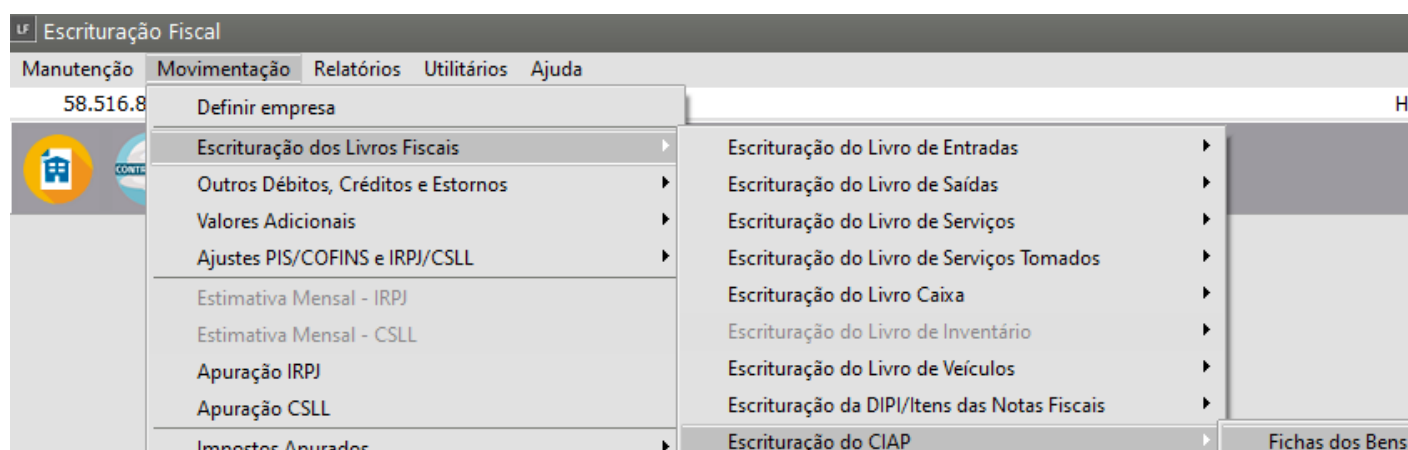 LF Escrituração Fiscal
Manutenção Movimentação Relatórios Utilitários Ajuda
58.516.8 H
Definir empresa
Escrituração dos Livros Fiscais
Outros Débitos, Créditos e Estornos
Valores Adicionais
Ajustes PIS/COFINS e IRPJ/CSLL
Estimativa Mensal - IRPJ
Estimativa Mensal - CSLL
Apuração IRPJ
Apuração CSLL
Impostos Apurados
Escrituração do Livro de Entradas
Escrituração do Livro de Saídas
Escrituração do Livro de Serviços
Escrituração do Livro de Serviços Tomados
Escrituração do Livro Caixa
Escrituração do Livro de Inventário
Escrituração do Livro de Veículos
Escrituração da DIPI/Itens das Notas Fiscais
Escrituração do CIAP
Fichas dos Bens